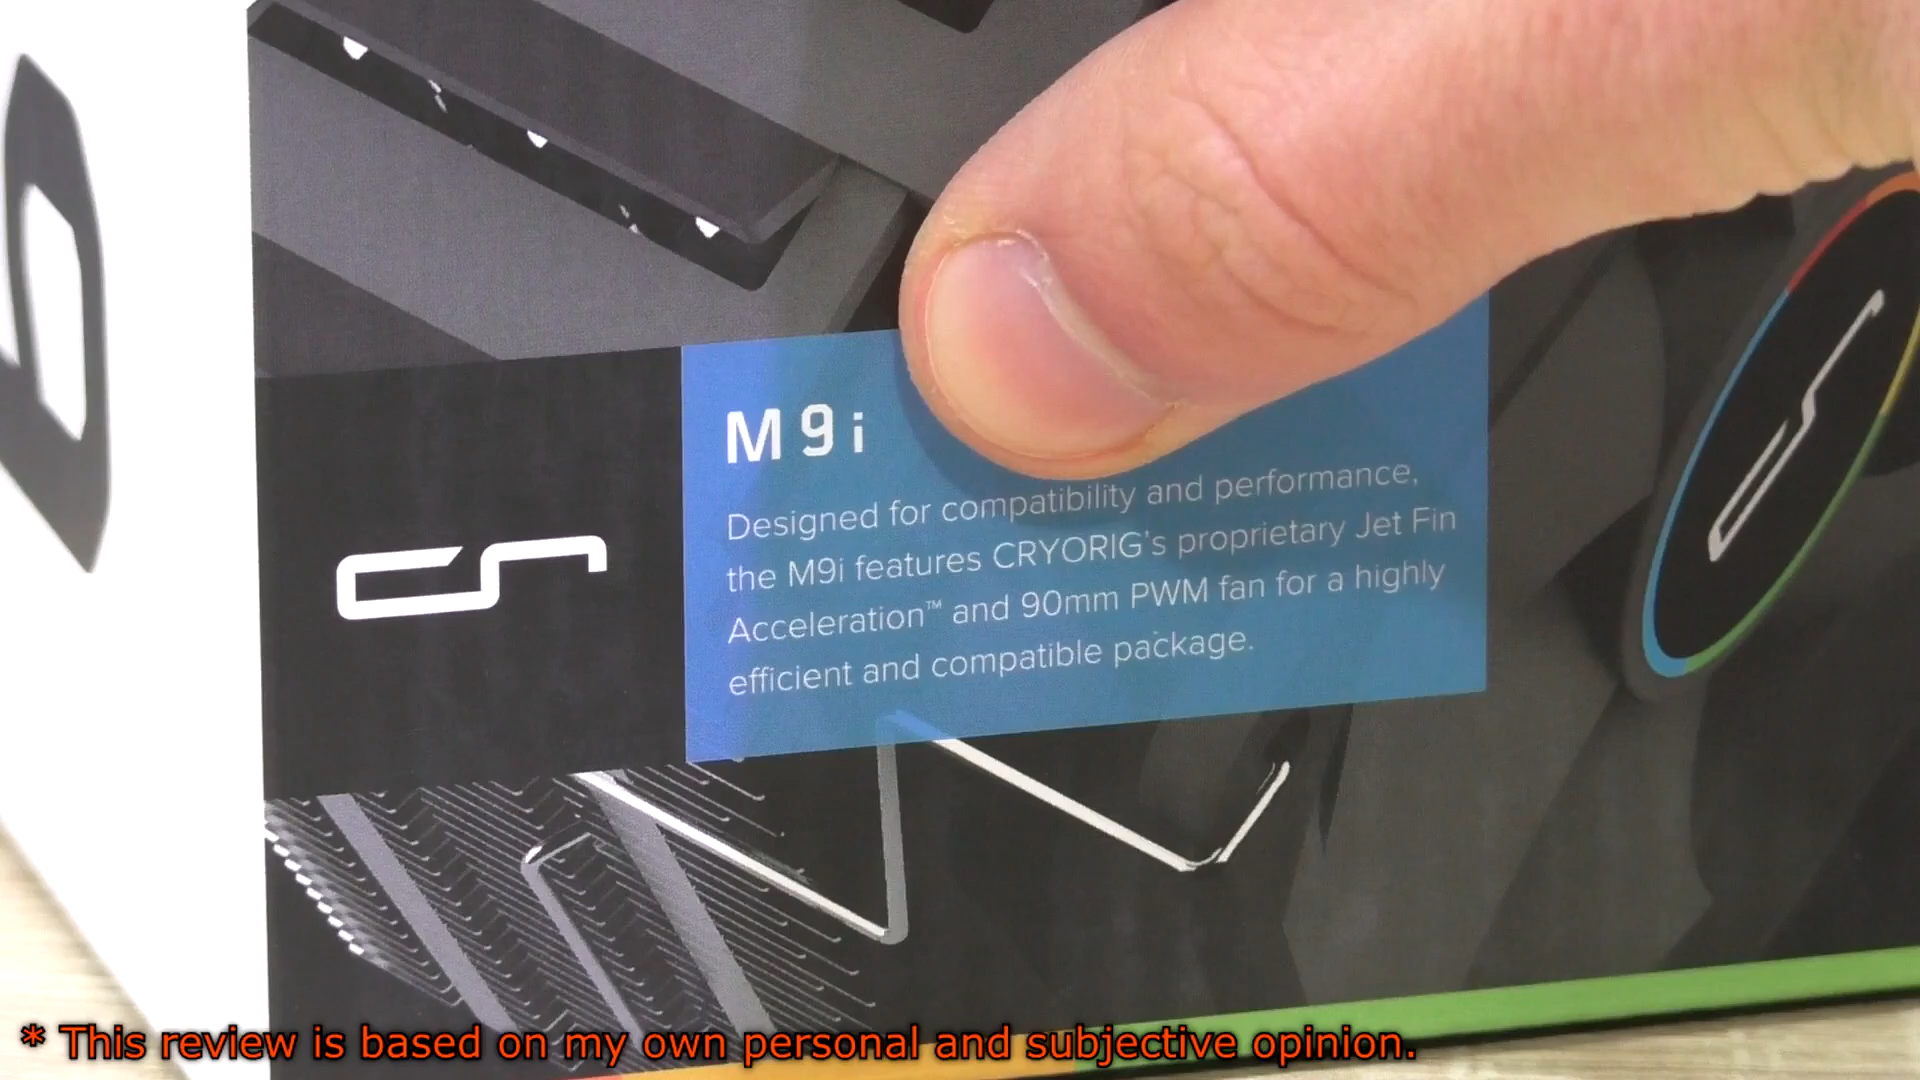 M9i
Designed for compatibility and performance,
the M9i features CRYORIG's proprietary Jet Fin
Acceleration™ and 90mm PWM fan for a highly
efficient and compatible package.
* This review is based on my own personal and subjective opinion.